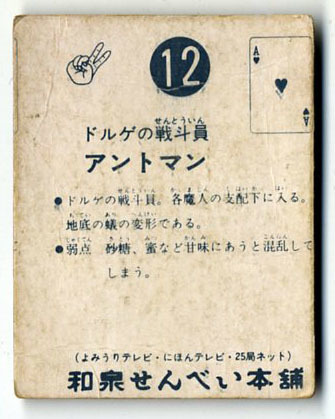 12
A
A
ドルゲの戦斗員
せんとういん
アントマン
●ドルゲの戦斗員。各魔人の支配下に入る。
地底の蟻の変形である。
●弱点 砂糖、蜜など甘味にあうと混乱して
しまう。
(よみうりテレビ・にほんテレビ・25局ネット)
和泉せんべい本舗